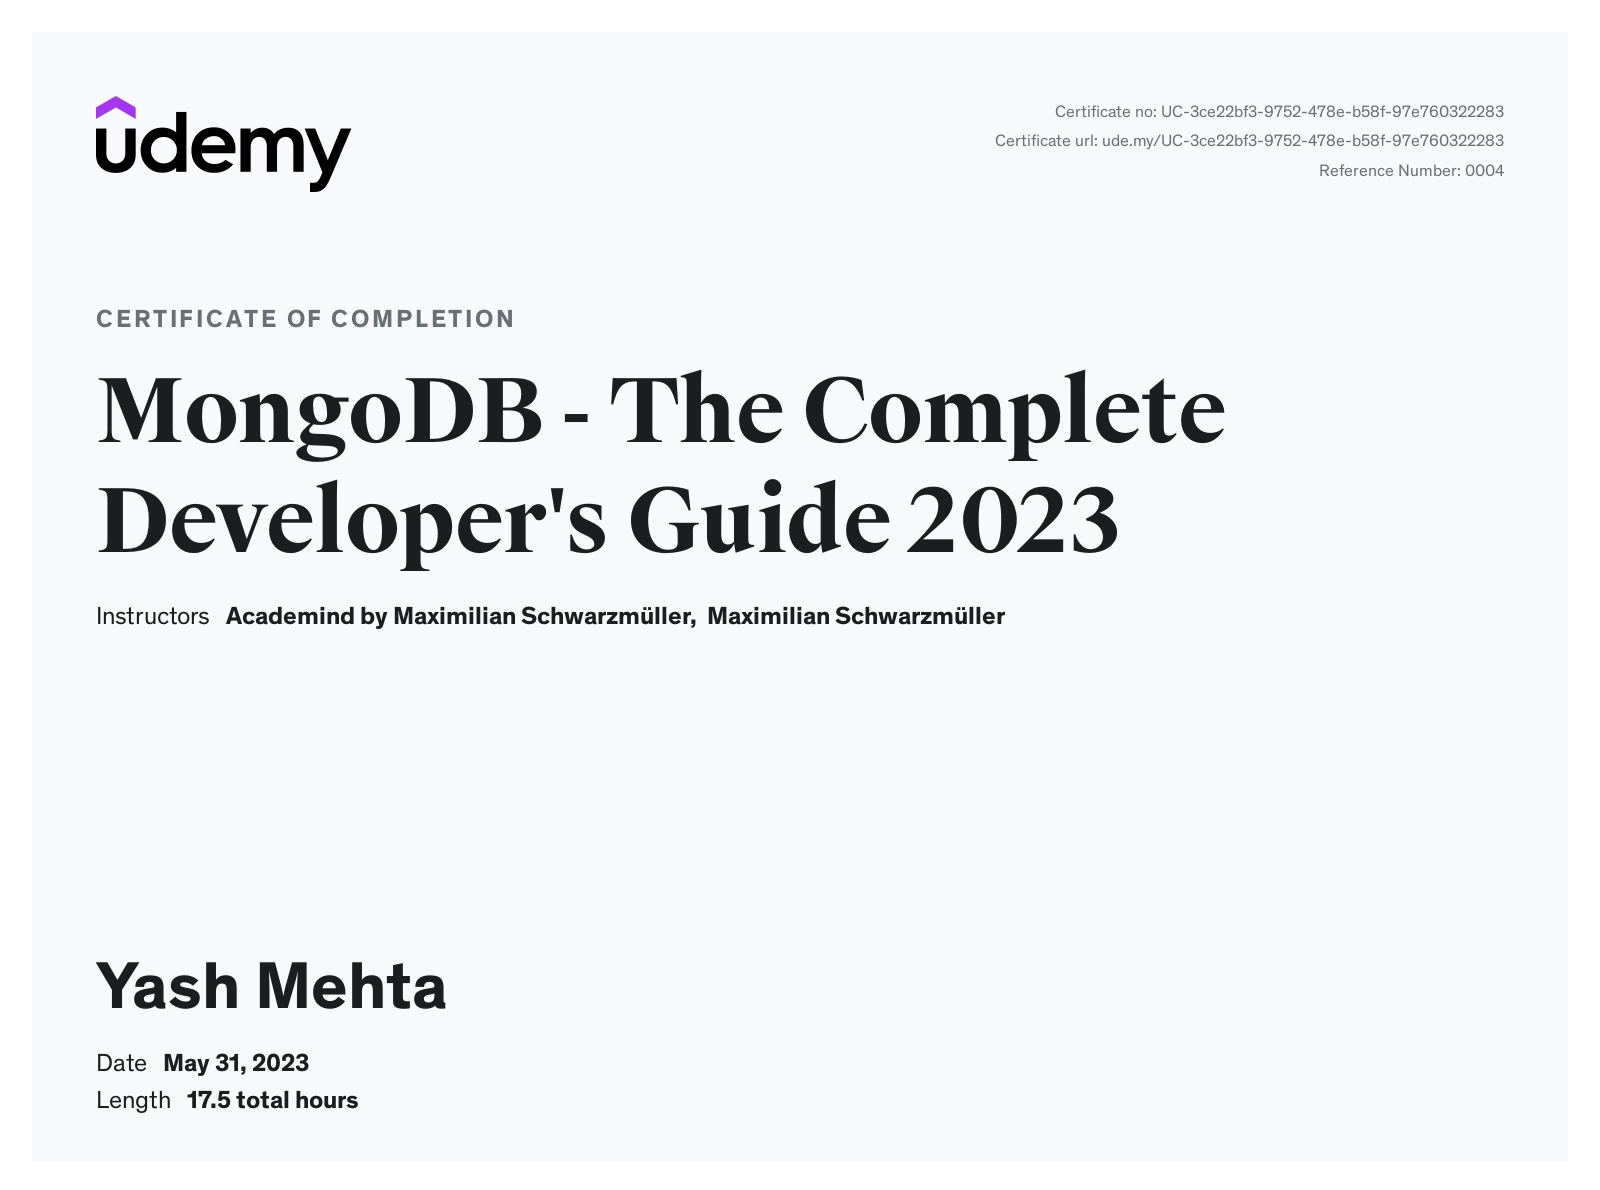 udemy
Certificate no: UC-3ce22bf3-9752-478e-b58f-97e760322283
Certificate url: ude.my/UC-3ce22bf3-9752-478e-b58f-97e760322283
Reference Number: 0004
CERTIFICATE OF COMPLETION
MongoDB - The Complete
Developer's Guide 2023
Instructors Academind by Maximilian Schwarzmüller, Maximilian Schwarzmüller
Yash Mehta
Date May 31, 2023
Length 17.5 total hours